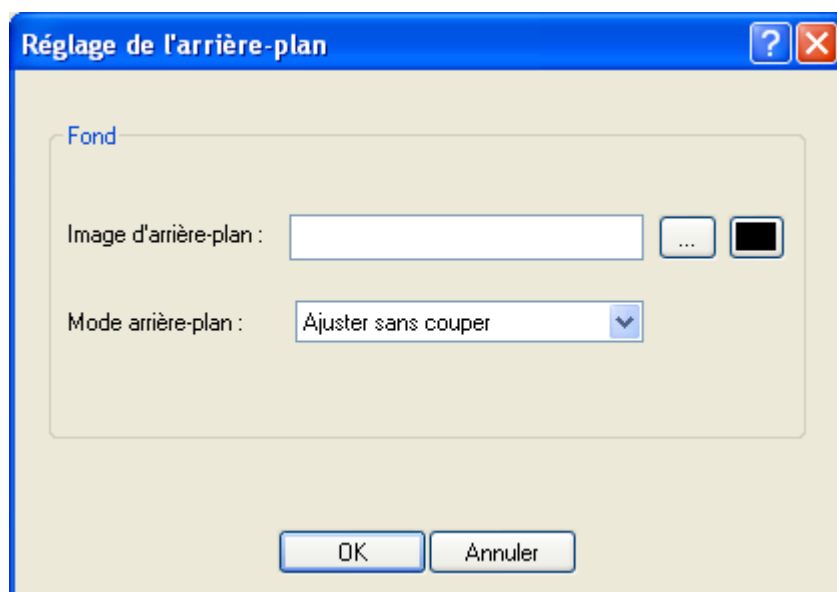 Réglage de l'arrière-plan
?
Fond
Image d'arrière-plan :
...
Mode arrière-plan :
Ajuster sans couper
OK
Annuler